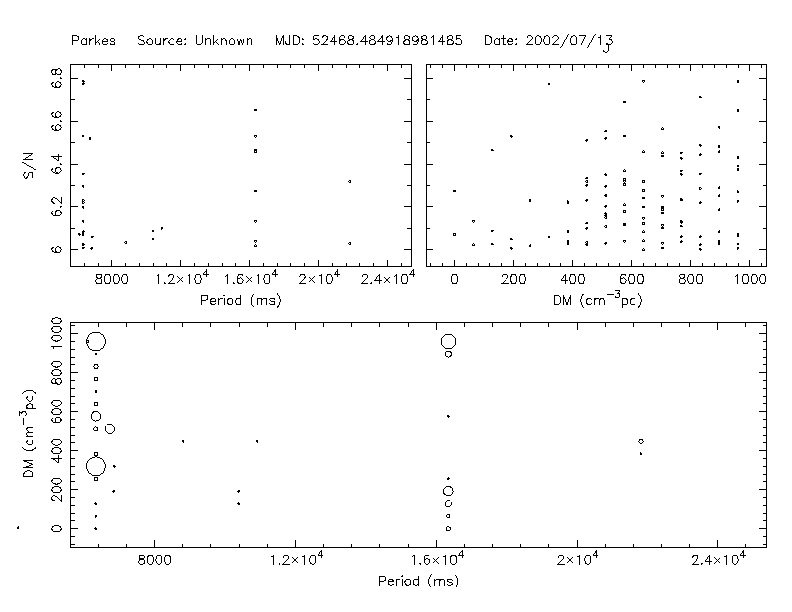 Parkes Source: Unknown MJD: 52468.484918981485 Date: 2002/07/13
J
S/N
6.8
6.6
6.4
6.2
6
8000 1.2×10⁴ 1.6×10⁴ 2×10⁴ 2.4×10⁴
Period (ms)
0 200 400 600 800 1000
DM (cm⁻³pc)
DM (cm⁻³pc)
1000
800
600
400
200
0
8000 1.2×10⁴ 1.6×10⁴ 2×10⁴ 2.4×10⁴
Period (ms)